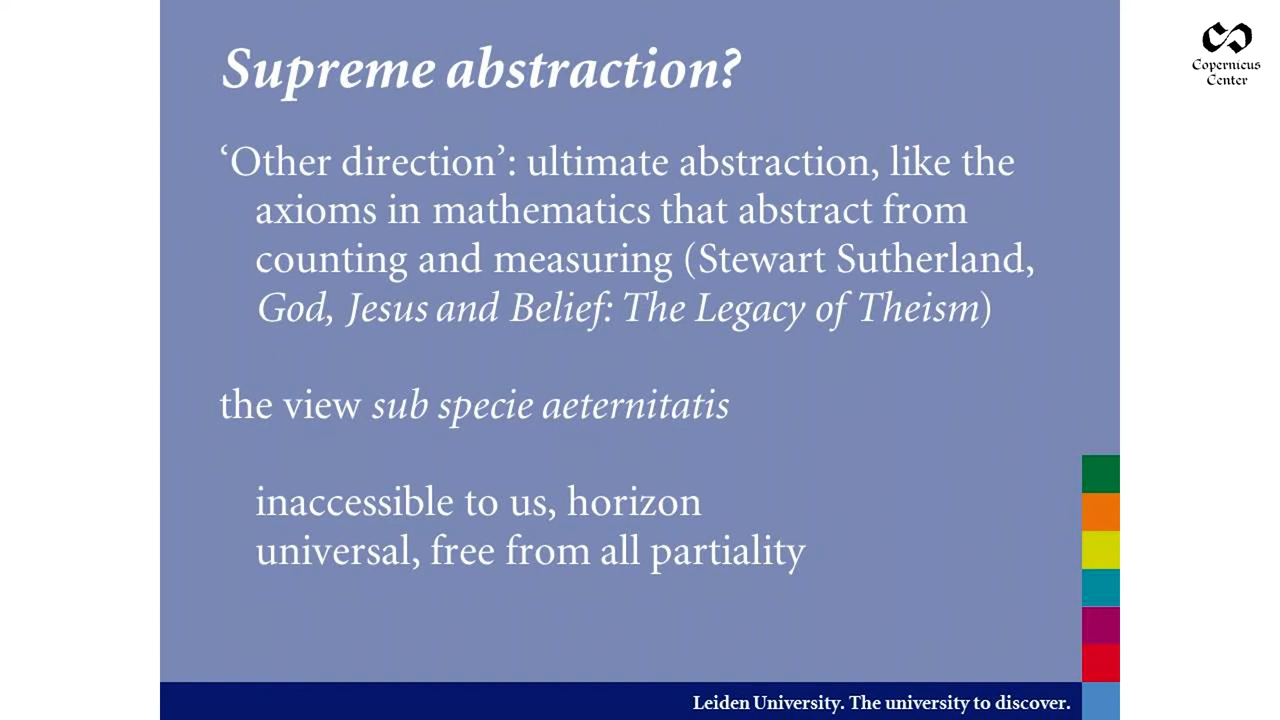 Supreme abstraction?
Copernicus
Center
‘Other direction’: ultimate abstraction, like the
axioms in mathematics that abstract from
counting and measuring (Stewart Sutherland,
God, Jesus and Belief: The Legacy of Theism)
the view sub specie aeternitatis
inaccessible to us, horizon
universal, free from all partiality
Leiden University. The university to discover.